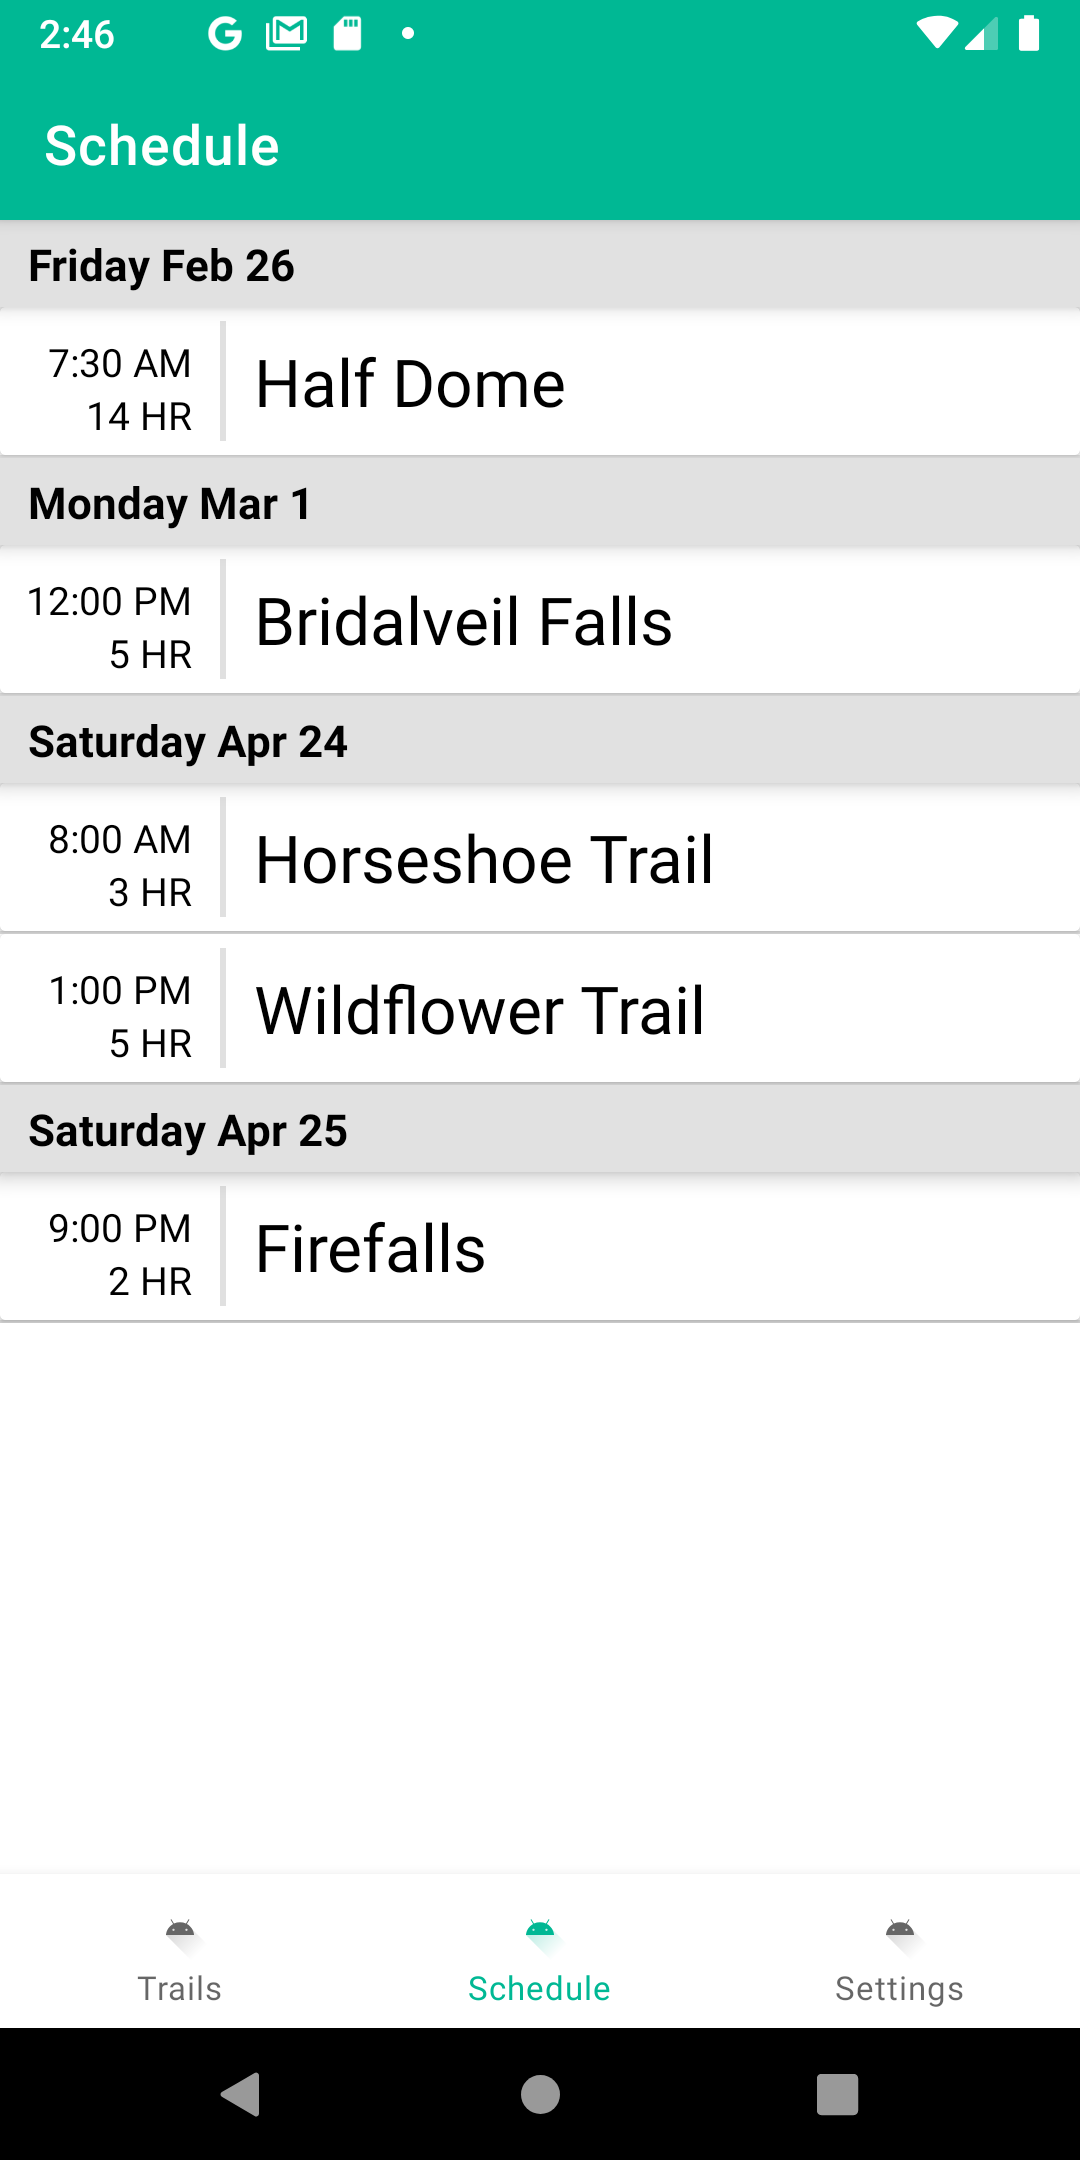 2:46
Schedule
Friday Feb 26
7:30 AM
14 HR
Half Dome
Monday Mar 1
12:00 PM
5 HR
Bridalveil Falls
Saturday Apr 24
8:00 AM
3 HR
Horseshoe Trail
1:00 PM
5 HR
Wildflower Trail
Saturday Apr 25
9:00 PM
2 HR
Firefalls
Trails
Schedule
Settings